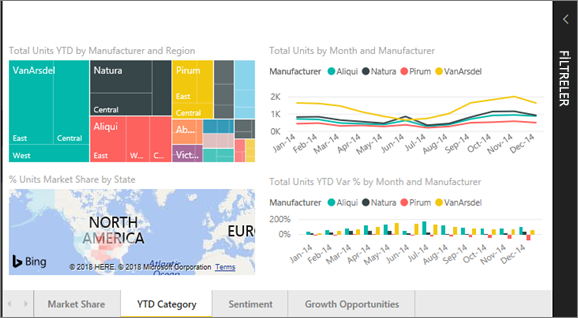 Total Units YTD by Manufacturer and Region
VanArsdel
East
Central
West
Natura
Central
Aliqui
East
W...
C...
Pirum
East
Central
Ab...
Vict...
Total Units by Month and Manufacturer
Manufacturer Aliqui Natura Pirum VanArsdel
2K
1K
0K
Jan-14 Feb-14 Mar-14 Apr-14 May-14 Jun-14 Jul-14 Aug-14 Sep-14 Oct-14 Nov-14 Dec-14
% Units Market Share by State
NORTH
AMERICA
EUR
Atlantic
Bing
© 2018 HERE, © 2018 Microsoft Corporation Terms
Total Units YTD Var % by Month and Manufacturer
Manufacturer Aliqui Natura Pirum VanArsdel
200%
0%
Jan-14 Feb-14 Mar-14 Apr-14 May-14 Jun-14 Jul-14 Aug-14 Sep-14 Oct-14 Nov-14 Dec-14
FİLTRELER
Market Share
YTD Category
Sentiment
Growth Opportunities